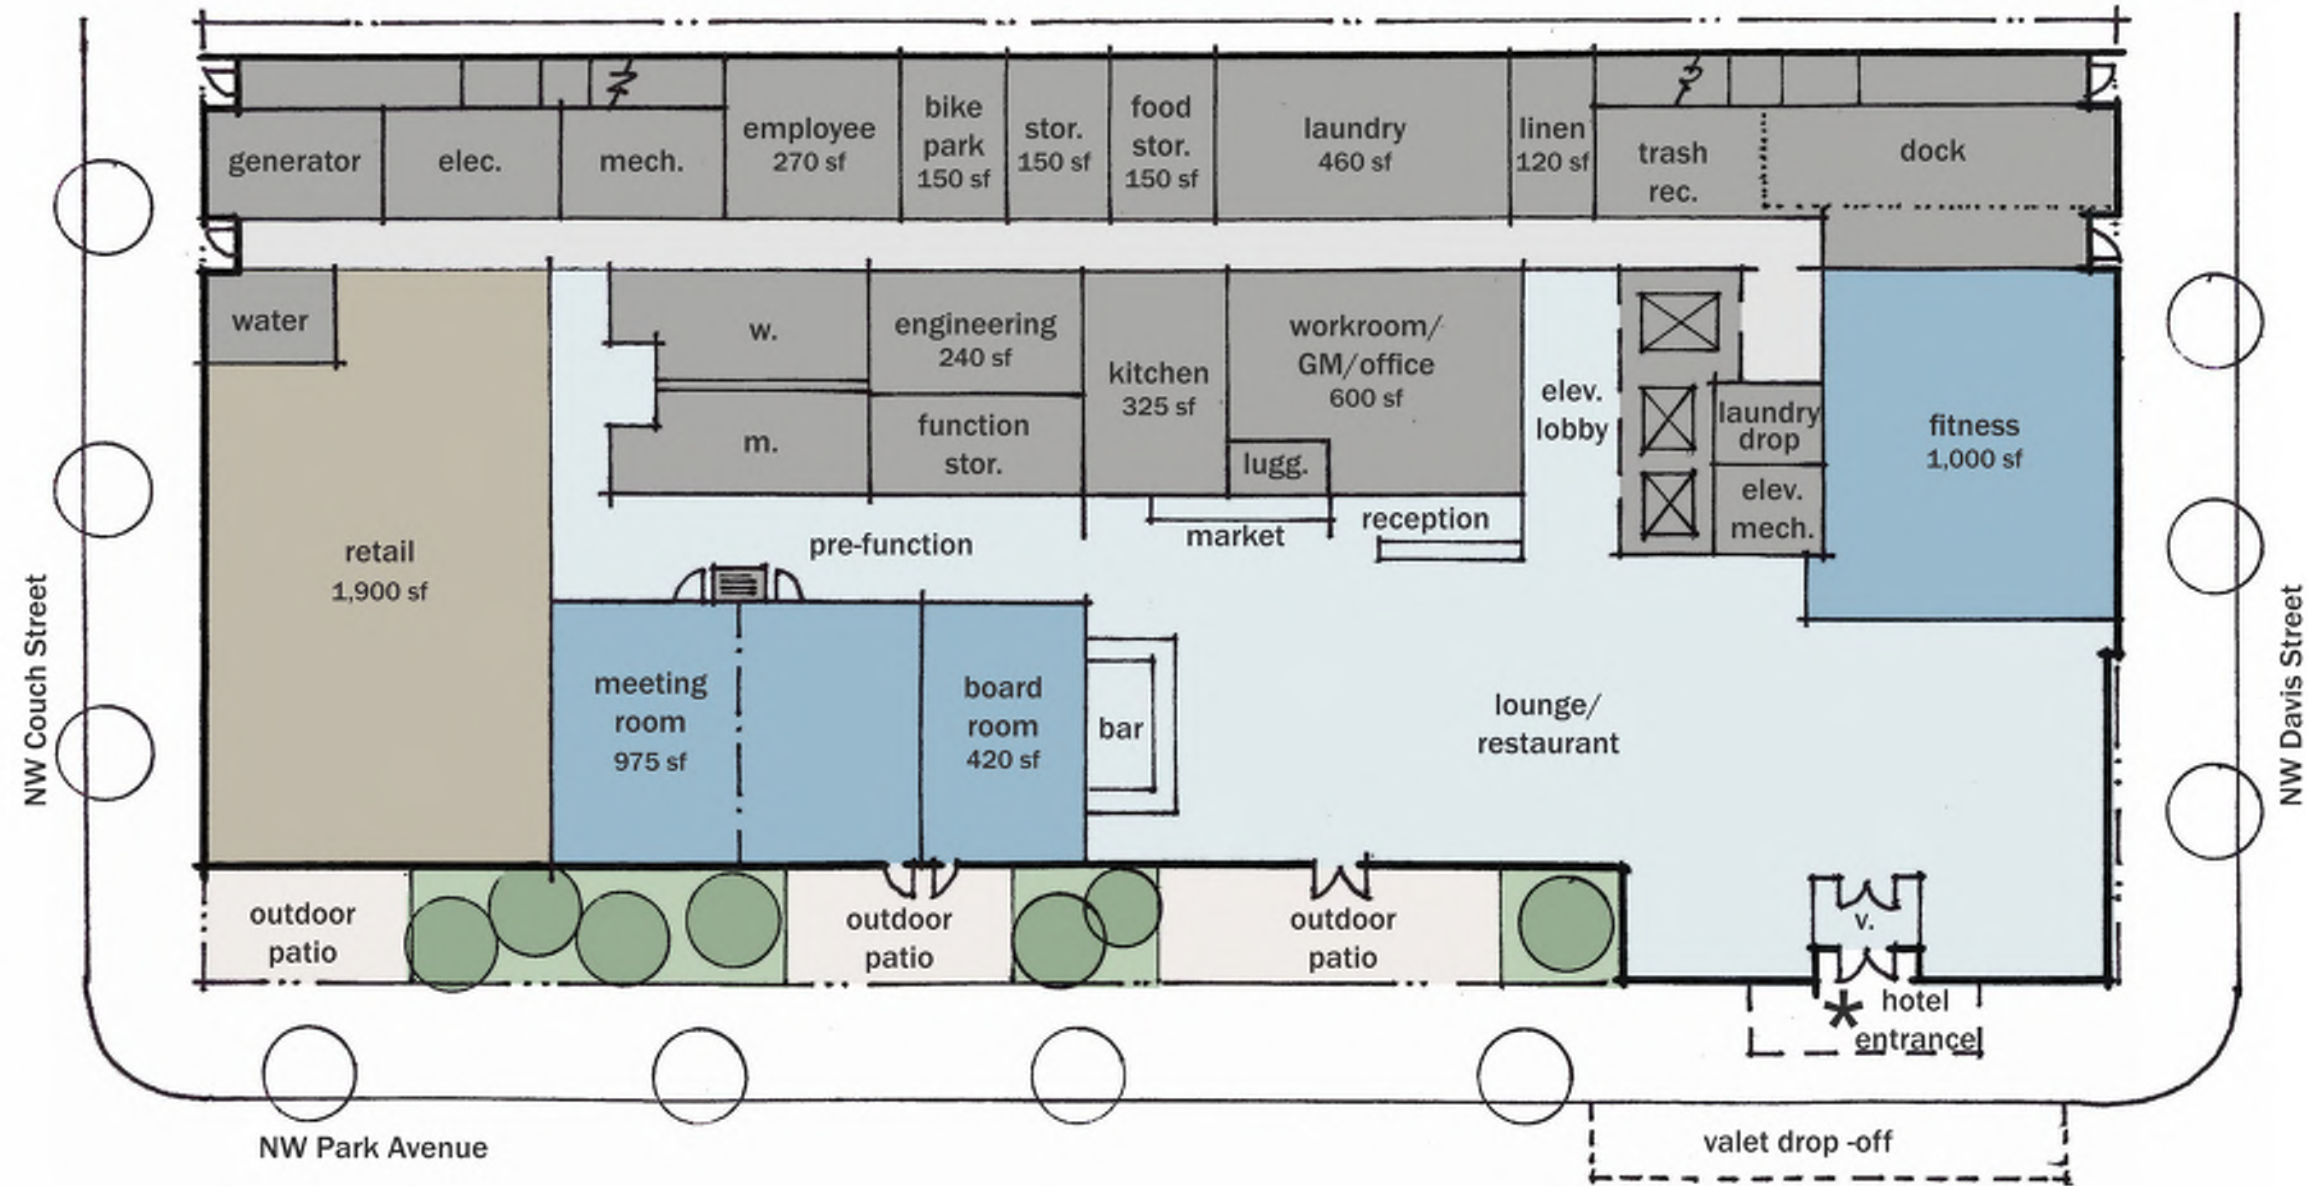 generator
elec.
mech.
employee
270 sf
bike
park
150 sf
stor.
150 sf
food
stor.
150 sf
laundry
460 sf
linen
120 sf
trash
rec.
dock
water
w.
engineering
240 sf
kitchen
325 sf
workroom/
GM/office
600 sf
elev.
lobby
laundry
drop
fitness
1,000 sf
m.
function
stor.
lugg.
elev.
mech.
retail
1,900 sf
pre-function
market
reception
meeting
room
975 sf
board
room
420 sf
bar
lounge/
restaurant
NW Couch Street
NW Davis Street
outdoor
patio
outdoor
patio
outdoor
patio
v.
* hotel
entrance
NW Park Avenue
valet drop -off